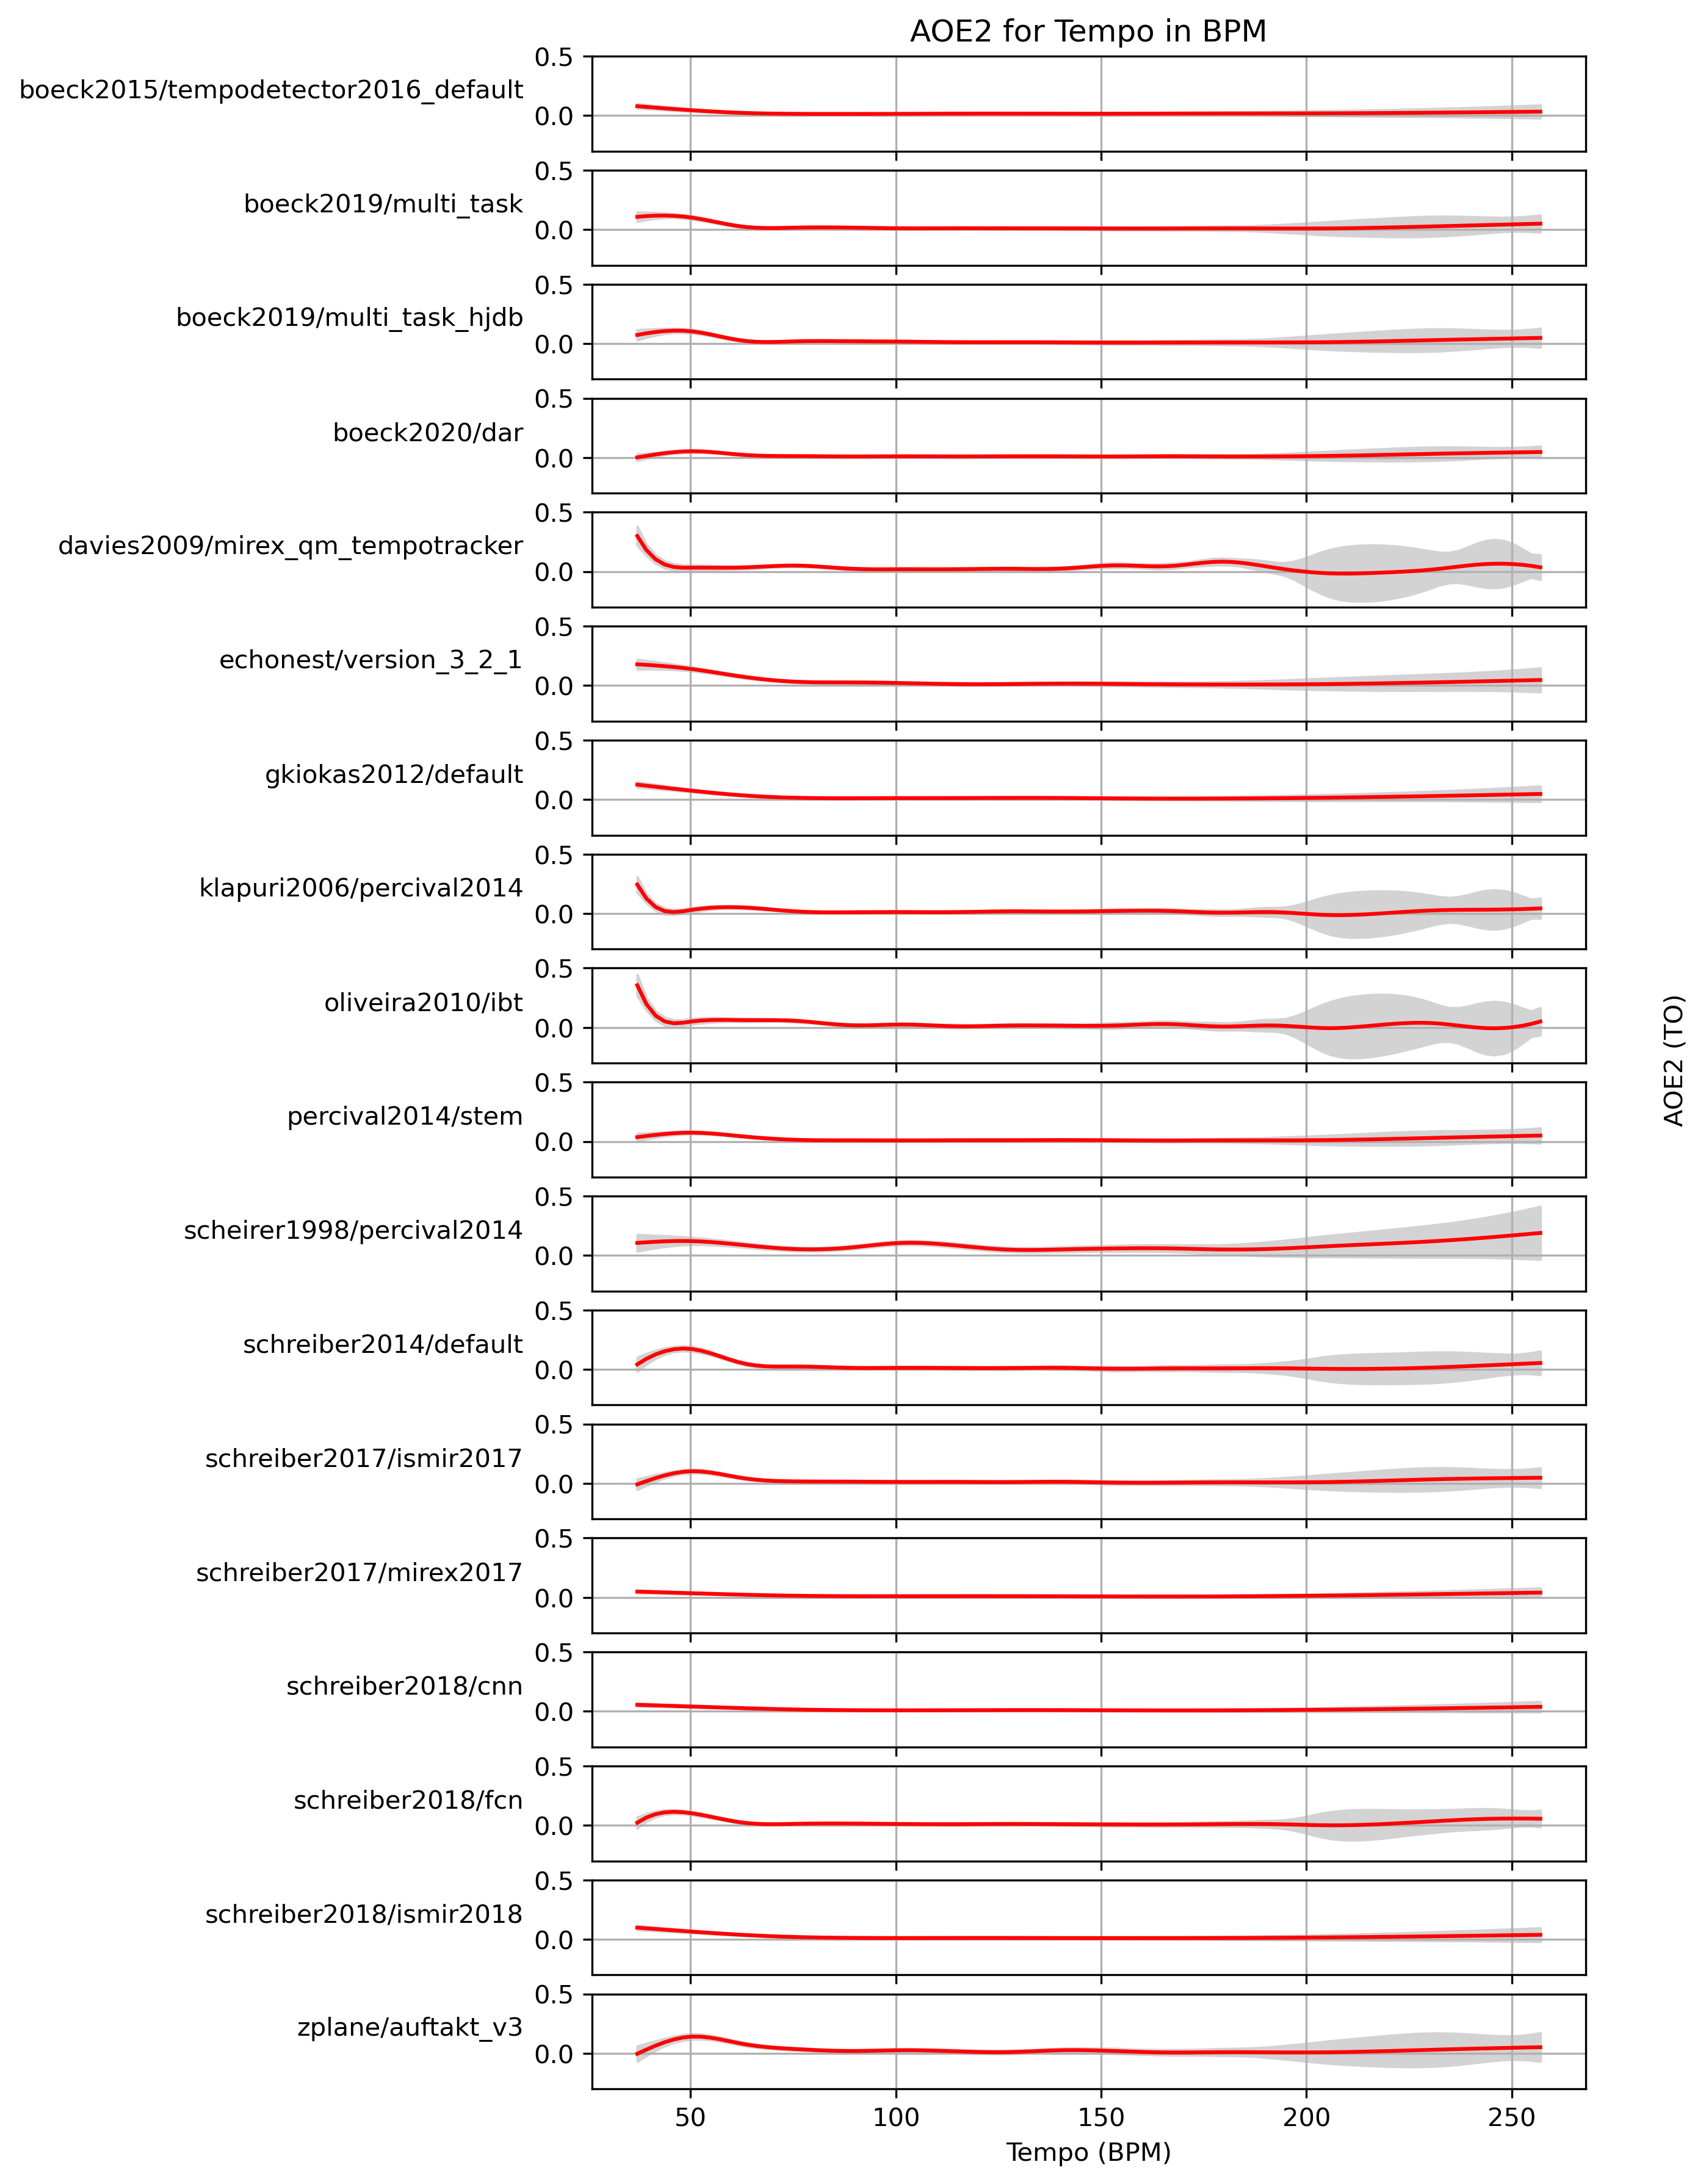 AOE2 for Tempo in BPM
0.5
boeck2015/tempodetector2016_default
0.0
0.5
boeck2019/multi_task
0.0
0.5
boeck2019/multi_task_hjdb
0.0
0.5
boeck2020/dar
0.0
0.5
davies2009/mirex_qm_tempotracker
0.0
0.5
echonest/version_3_2_1
0.0
0.5
gkiokas2012/default
0.0
0.5
klapuri2006/percival2014
0.0
0.5
oliveira2010/ibt
0.0
AOE2 (TO)
0.5
percival2014/stem
0.0
0.5
scheirer1998/percival2014
0.0
0.5
schreiber2014/default
0.0
0.5
schreiber2017/ismir2017
0.0
0.5
schreiber2017/mirex2017
0.0
0.5
schreiber2018/cnn
0.0
0.5
schreiber2018/fcn
0.0
0.5
schreiber2018/ismir2018
0.0
0.5
zplane/auftakt_v3
0.0
50 100 150 200 250
Tempo (BPM)